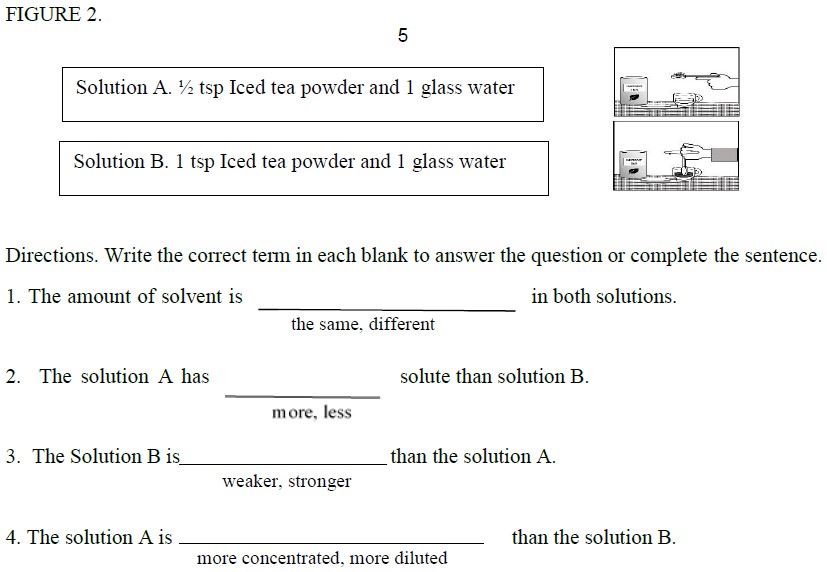 FIGURE 2.
5
Solution A. ½ tsp Iced tea powder and 1 glass water
Solution B. 1 tsp Iced tea powder and 1 glass water
Directions. Write the correct term in each blank to answer the question or complete the sentence.
1. The amount of solvent is ____________ in both solutions.
the same, different
2. The solution A has ____________ solute than solution B.
more, less
3. The Solution B is____________ than the solution A.
weaker, stronger
4. The solution A is ____________ than the solution B.
more concentrated, more diluted